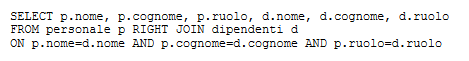 SELECT p.nome, p.cognome, p.ruolo, d.nome, d.cognome, d.ruolo
FROM personale p RIGHT JOIN dipendenti d
ON p.nome=d.nome AND p.cognome=d.cognome AND p.ruolo=d.ruolo